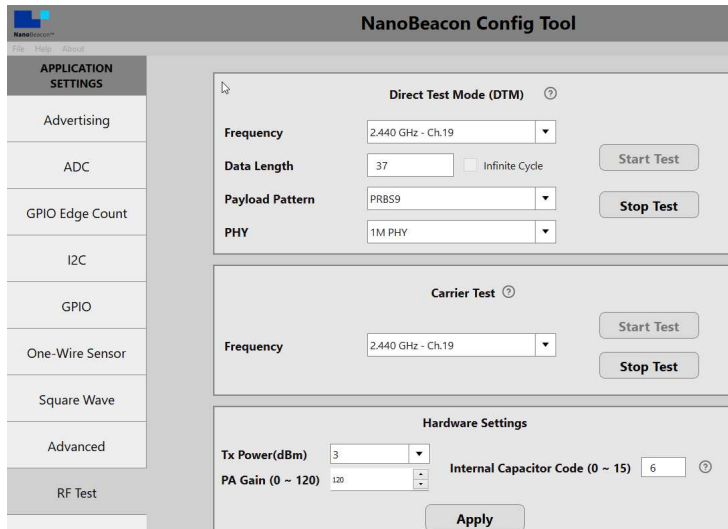 NanoBeacon™
NanoBeacon Config Tool
File Help About
APPLICATION
SETTINGS
Advertising
ADC
GPIO Edge Count
I2C
GPIO
One-Wire Sensor
Square Wave
Advanced
RF Test
Direct Test Mode (DTM) ?
Frequency 2.440 GHz - Ch.19
Data Length 37 Infinite Cycle
Start Test
Payload Pattern PRBS9
Stop Test
PHY 1M PHY
Carrier Test ?
Start Test
Frequency 2.440 GHz - Ch.19
Stop Test
Hardware Settings
Tx Power(dBm) 3
Internal Capacitor Code (0 ~ 15) 6 ?
PA Gain (0 ~ 120) 120
Apply